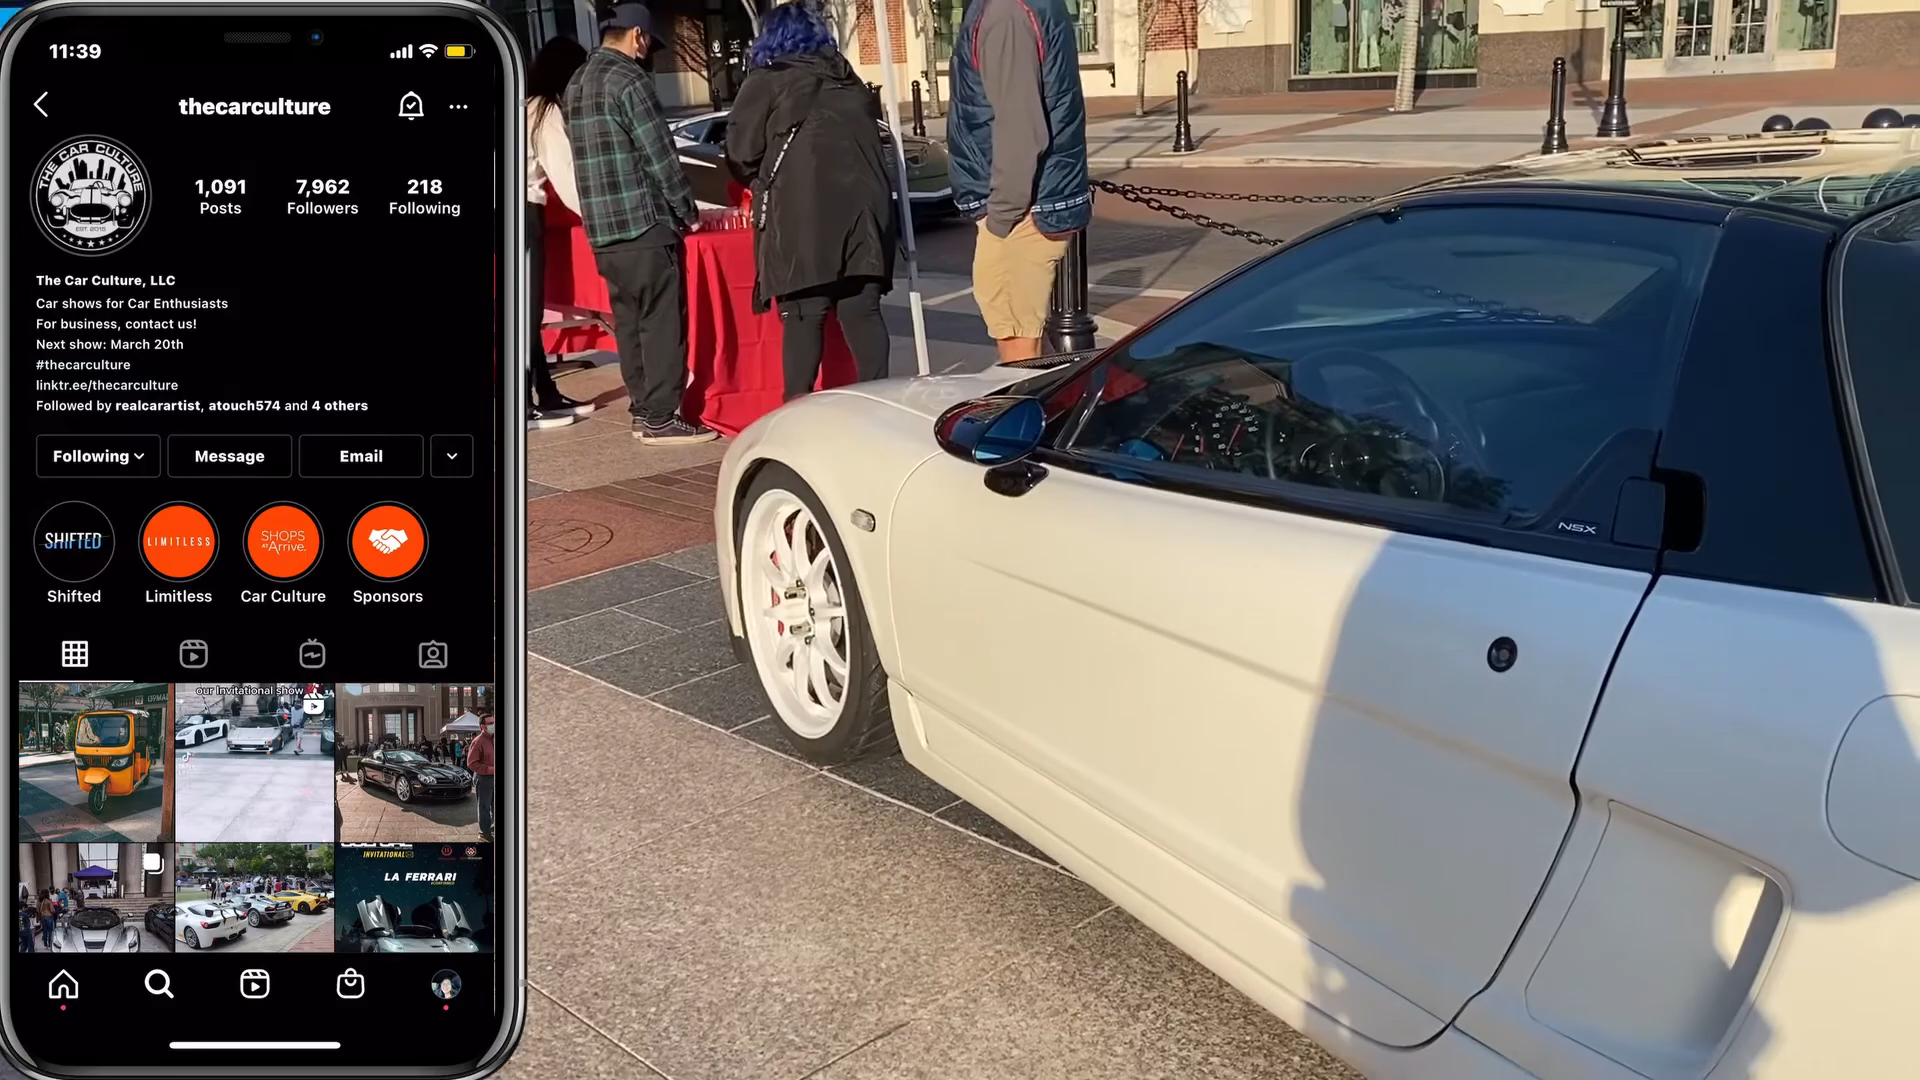 11:39
thecarculture
THE CAR CULTURE
EST. 2015
1,091
Posts
7,962
Followers
218
Following
The Car Culture, LLC
Car shows for Car Enthusiasts
For business, contact us!
Next show: March 20th
#thecarculture
linktr.ee/thecarculture
Followed by realcarartist, atouch574 and 4 others
Following
Message
Email
SHIFTED
LIMITLESS
SHOPS
AT Arrive.
Shifted
Limitless
Car Culture
Sponsors
our Invitational show
INVITATIONAL
LA FERRARI
NSX